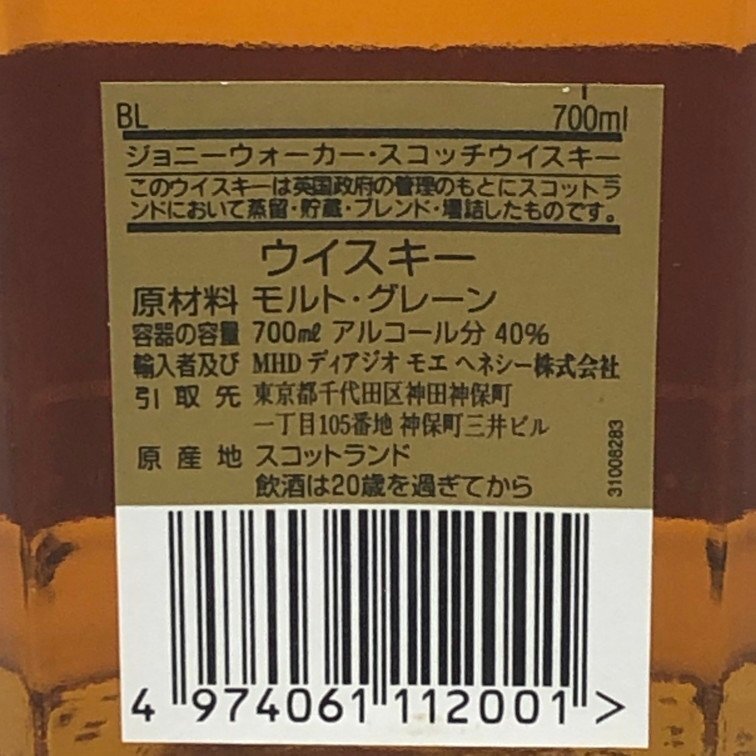 BL 700ml
ジョニーウォーカー・スコッチウイスキー
このウイスキーは英国政府の管理のもとにスコットラ
ンドにおいて蒸留・貯蔵・ブレンド・壜詰したものです。
ウイスキー
原材料 モルト・グレーン
容器の容量 700㎖ アルコール分 40%
輸入者及び MHD ディアジオ モエ ヘネシー株式会社
引取先 東京都千代田区神田神保町
一丁目105番地 神保町三井ビル
原産地 スコットランド
飲酒は20歳を過ぎてから
31008283
4 974061 112001 >